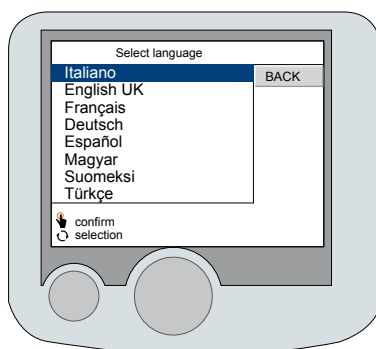 Select language
Italiano
BACK
English UK
Français
Deutsch
Español
Magyar
Suomeksi
Türkçe
confirm
selection